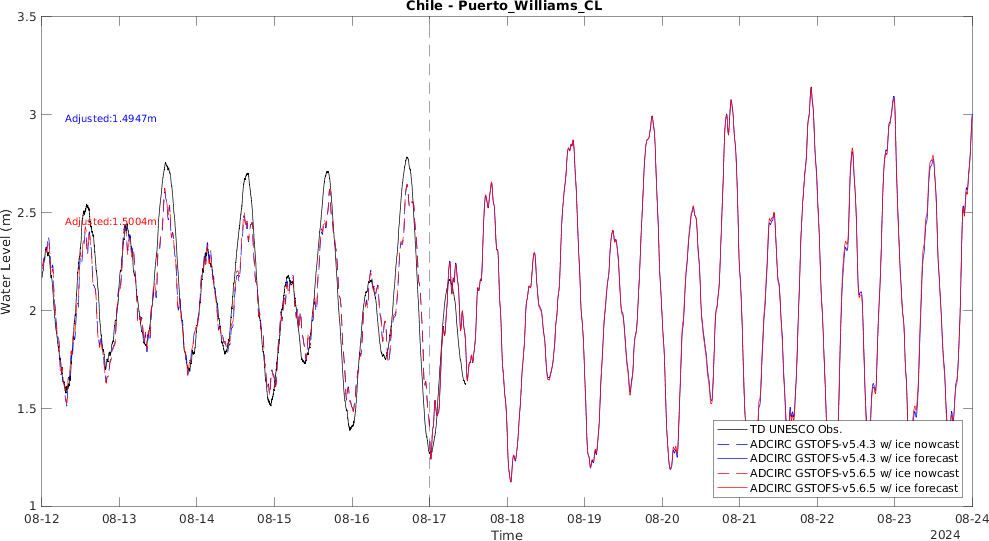 Chile - Puerto_Williams_CL
3.5
Adjusted:1.4947m
3
2.5
Adjusted:1.5004m
Water Level (m)
2
1.5
TD UNESCO Obs.
ADCIRC GSTOFS-v5.4.3 w/ ice nowcast
ADCIRC GSTOFS-v5.4.3 w/ ice forecast
ADCIRC GSTOFS-v5.6.5 w/ ice nowcast
ADCIRC GSTOFS-v5.6.5 w/ ice forecast
1
08-12 08-13 08-14 08-15 08-16 08-17 08-18 08-19 08-20 08-21 08-22 08-23 08-24
Time
2024